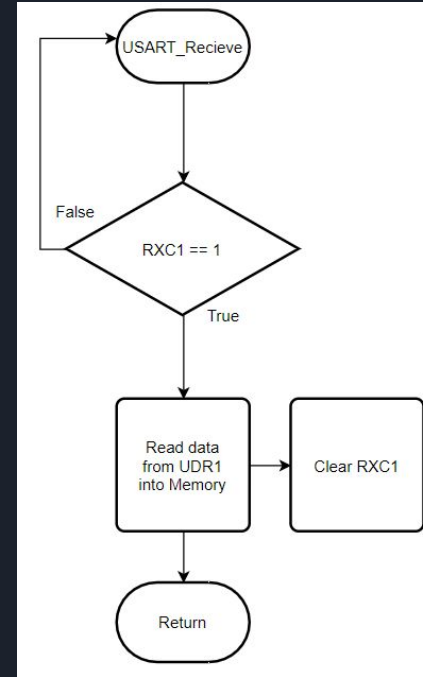 USART_Recieve
False
RXC1 == 1
True
Read data
from UDR1
into Memory
Clear RXC1
Return